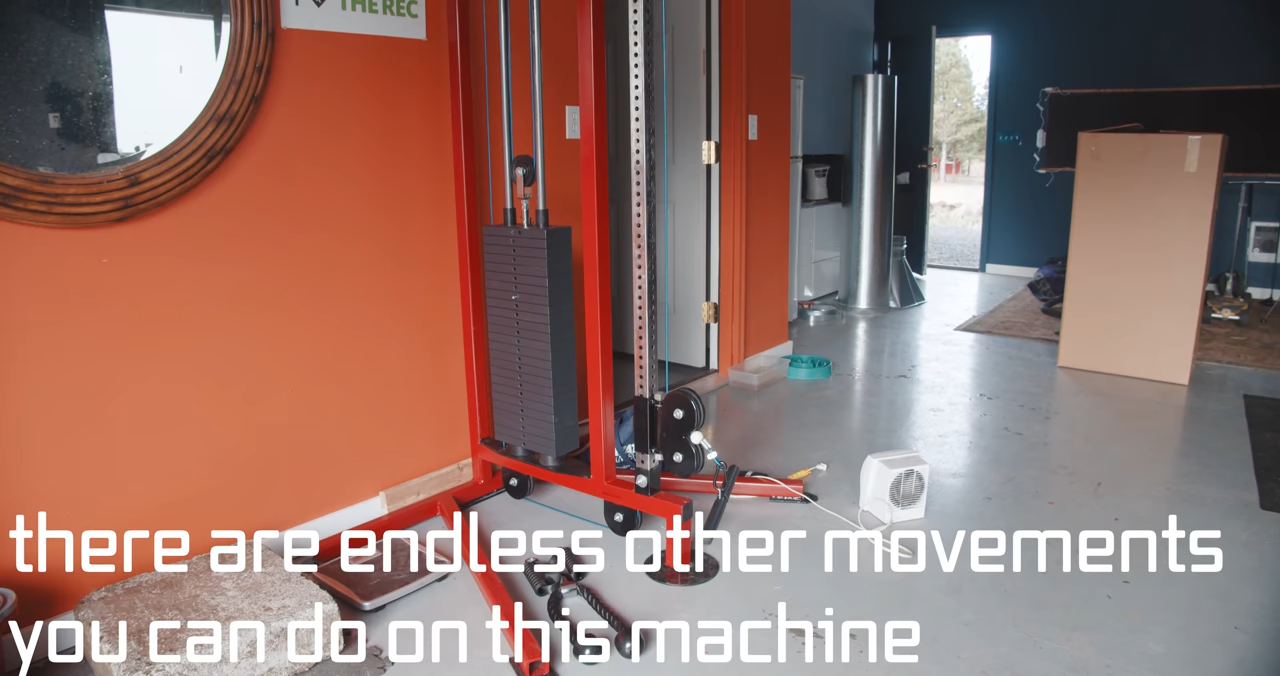 THE REC
there are endless other movements
you can do on this machine